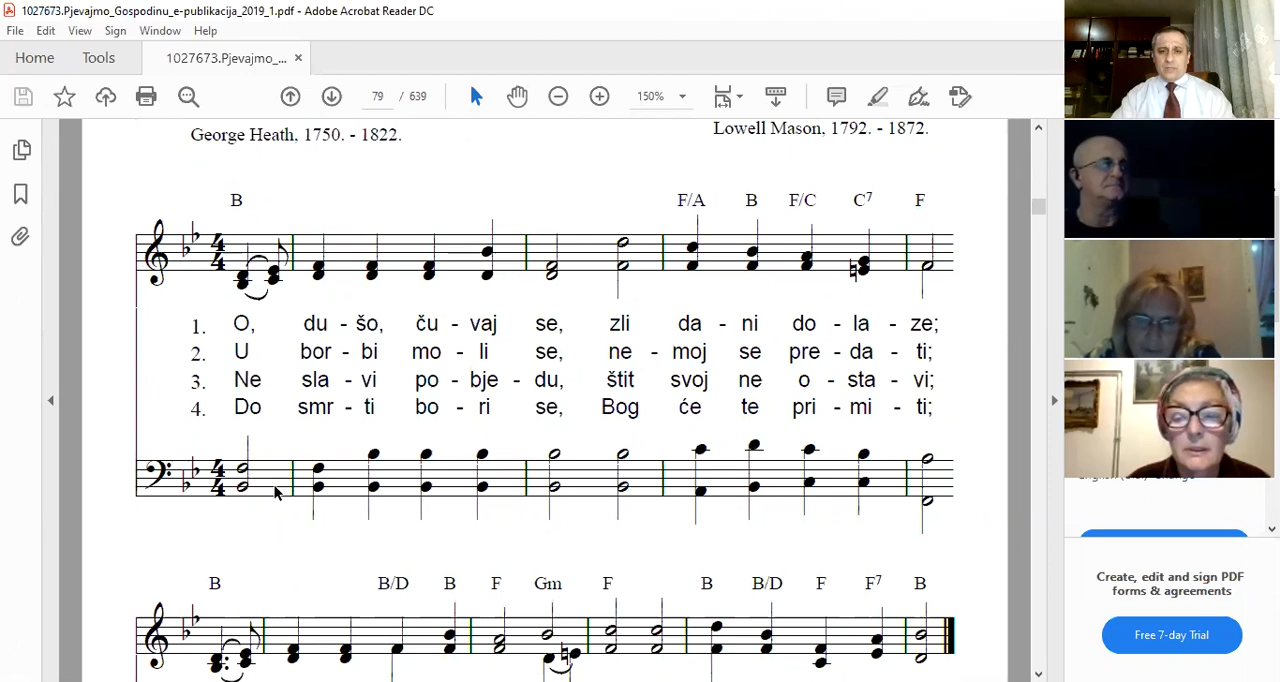 1027673.Pjevajmo_Gospodinu_e-publikacija_2019_1.pdf - Adobe Acrobat Reader DC
File Edit View Sign Window Help
Home Tools 1027673.Pjevajmo_... ×
79 / 639 150%
George Heath, 1750. - 1822.
Lowell Mason, 1792. - 1872.
B F/A B F/C C7 F
4
4
1. O, du - šo, ču - vaj se, zli da - ni do - la - ze;
2. U bor - bi mo - li se, ne - moj se pre - da - ti;
3. Ne sla - vi po - bje - du, štit svoj ne o - sta - vi;
4. Do smr - ti bo - ri se, Bog će te pri - mi - ti;
4
4
B B/D B F Gm F B B/D F F7 B
Create, edit and sign PDF
forms & agreements
Free 7-day Trial